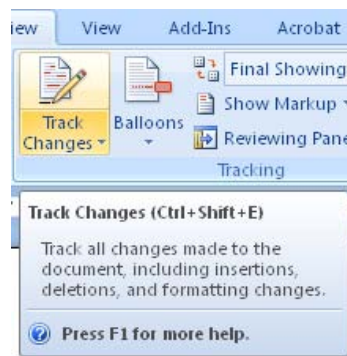 iew View Add-Ins Acrobat
Final Showing
Show Markup
Track Changes
Balloons
Reviewing Pane
Tracking
Track Changes (Ctrl+Shift+E)
Track all changes made to the
document, including insertions,
deletions, and formatting changes.
Press F1 for more help.